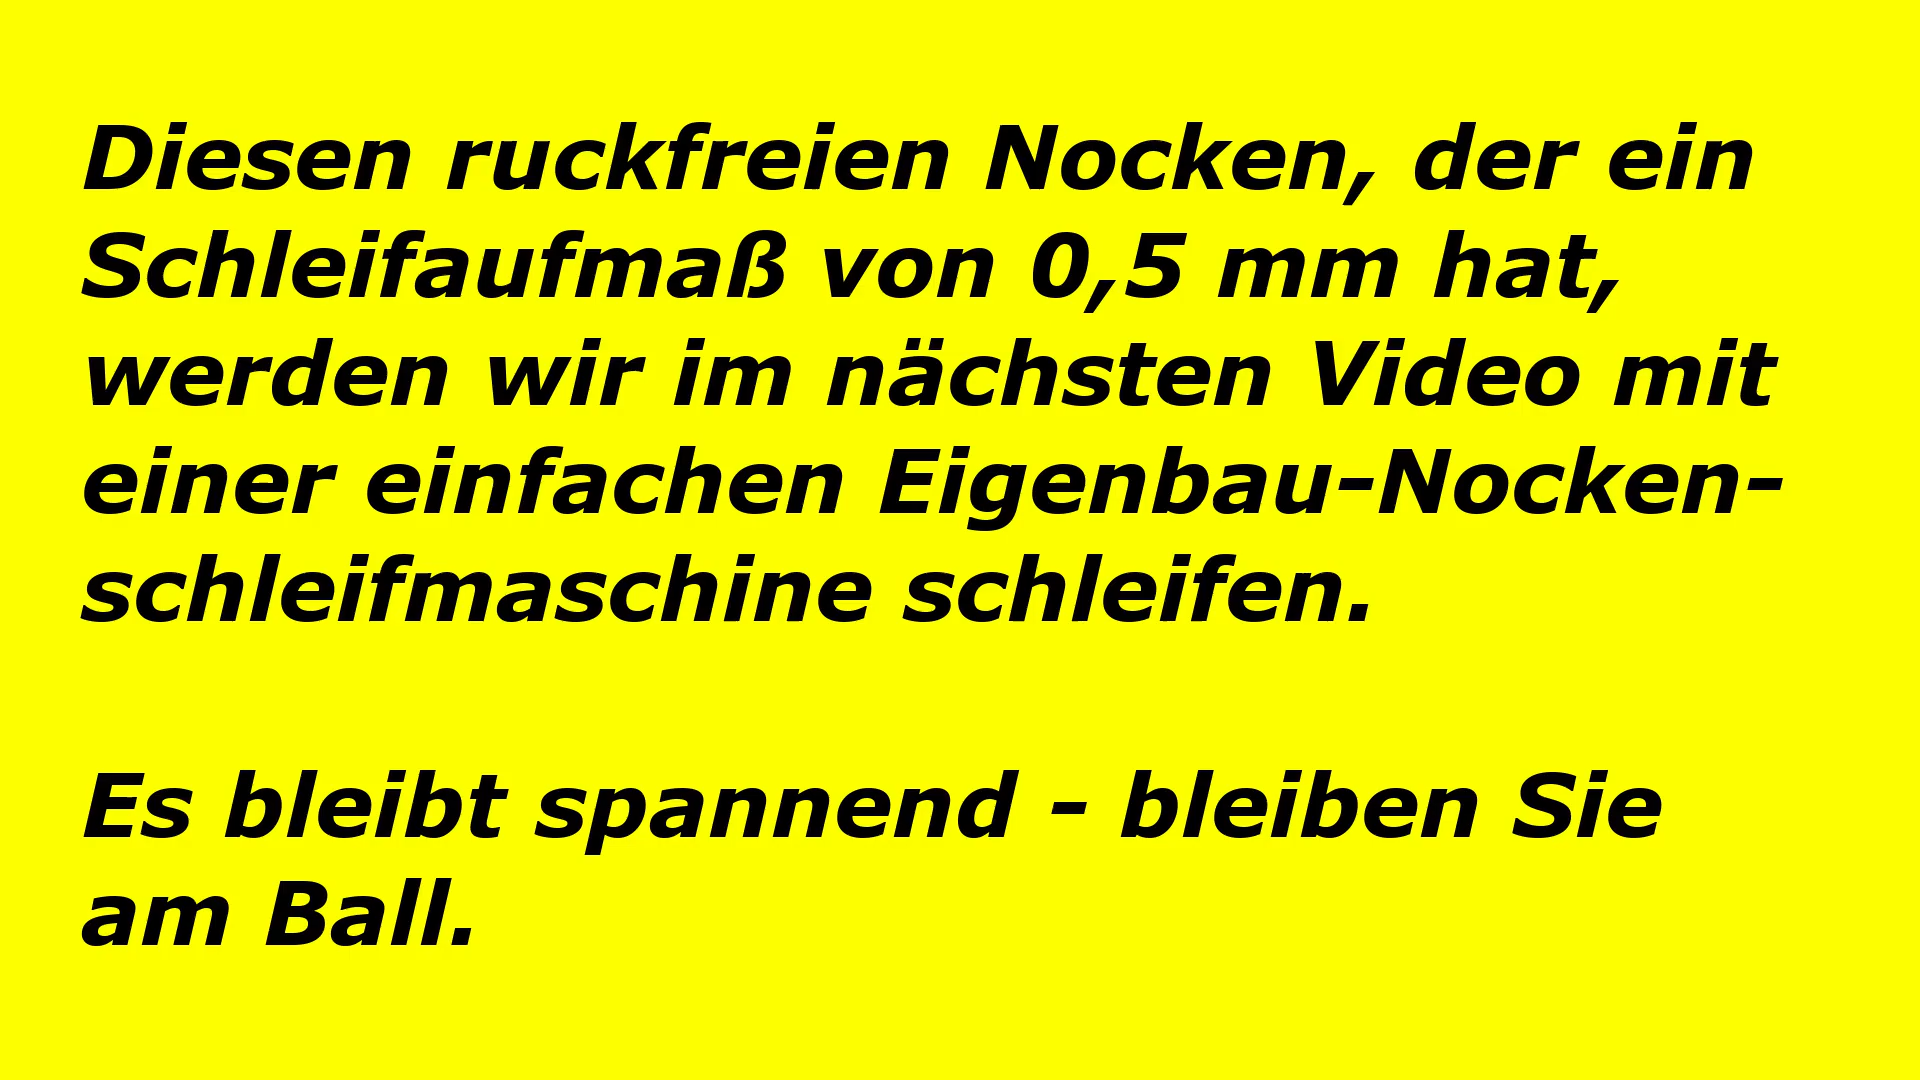 Diesen ruckfreien Nocken, der ein
Schleifaufmaß von 0,5 mm hat,
werden wir im nächsten Video mit
einer einfachen Eigenbau-Nocken-
schleifmaschine schleifen.
Es bleibt spannend – bleiben Sie
am Ball.